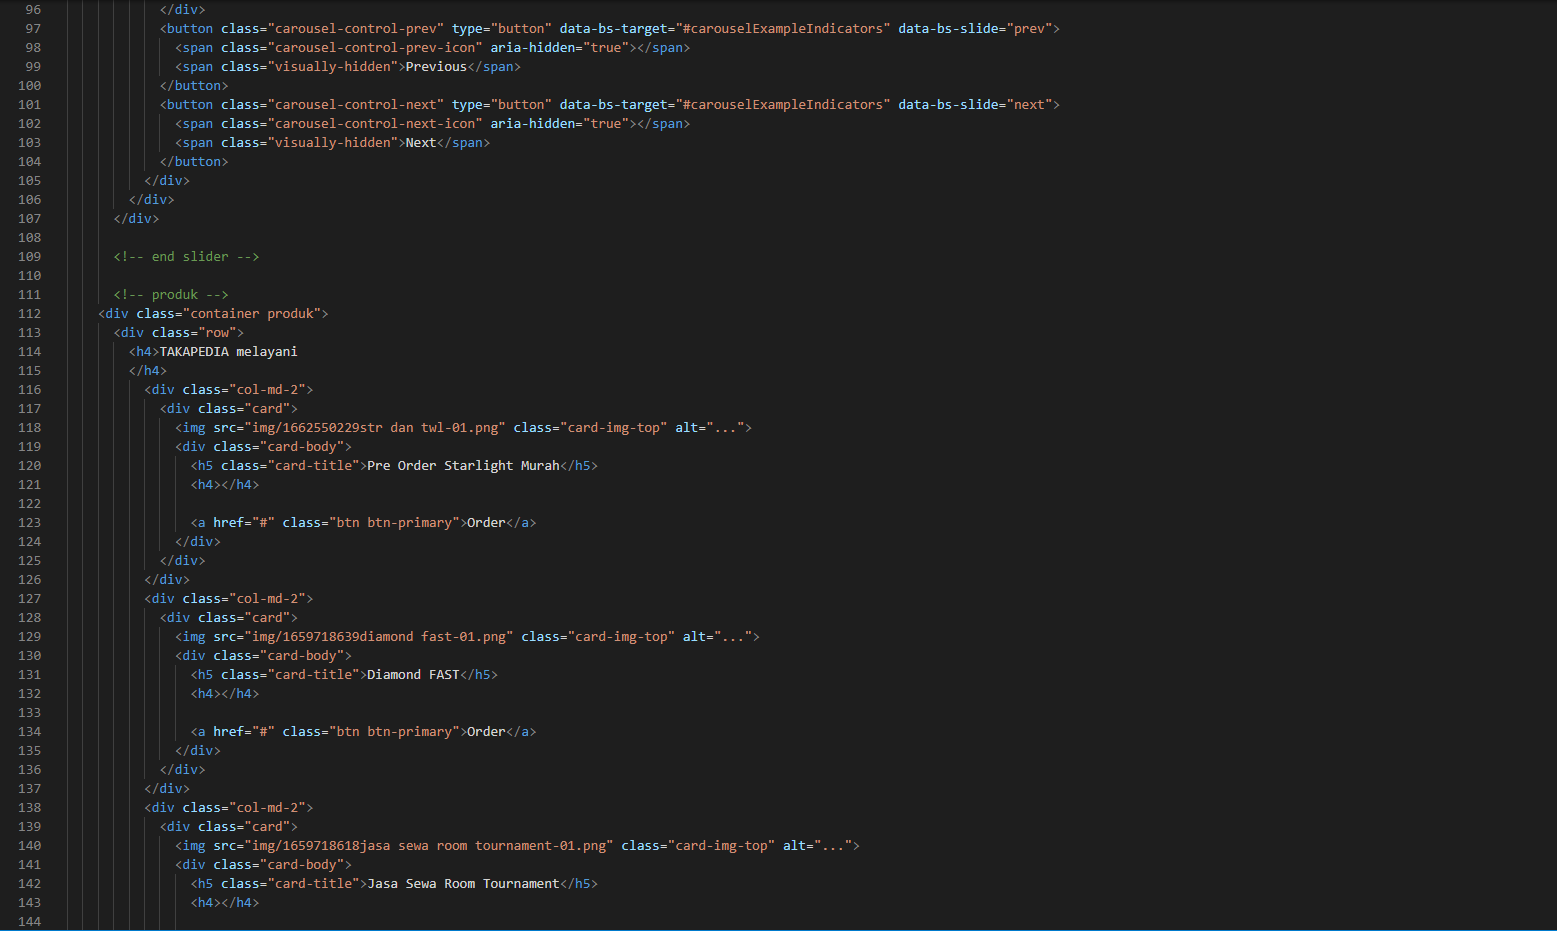 96 </div>
97 <button class="carousel-control-prev" type="button" data-bs-target="#carouselExampleIndicators" data-bs-slide="prev">
98 <span class="carousel-control-prev-icon" aria-hidden="true"></span>
99 <span class="visually-hidden">Previous</span>
100 </button>
101 <button class="carousel-control-next" type="button" data-bs-target="#carouselExampleIndicators" data-bs-slide="next">
102 <span class="carousel-control-next-icon" aria-hidden="true"></span>
103 <span class="visually-hidden">Next</span>
104 </button>
105 </div>
106 </div>
107 </div>
108
109 <!-- end slider -->
110
111 <!-- produk -->
112 <div class="container produk">
113 <div class="row">
114 <h4>TAKAPEDIA melayani
115 </h4>
116 <div class="col-md-2">
117 <div class="card">
118 <img src="img/1662550229str dan twl-01.png" class="card-img-top" alt="...">
119 <div class="card-body">
120 <h5 class="card-title">Pre Order Starlight Murah</h5>
121 <h4></h4>
122
123 <a href="#" class="btn btn-primary">Order</a>
124 </div>
125 </div>
126 </div>
127 <div class="col-md-2">
128 <div class="card">
129 <img src="img/1659718639diamond fast-01.png" class="card-img-top" alt="...">
130 <div class="card-body">
131 <h5 class="card-title">Diamond FAST</h5>
132 <h4></h4>
133
134 <a href="#" class="btn btn-primary">Order</a>
135 </div>
136 </div>
137 </div>
138 <div class="col-md-2">
139 <div class="card">
140 <img src="img/1659718618jasa sewa room tournament-01.png" class="card-img-top" alt="...">
141 <div class="card-body">
142 <h5 class="card-title">Jasa Sewa Room Tournament</h5>
143 <h4></h4>
144